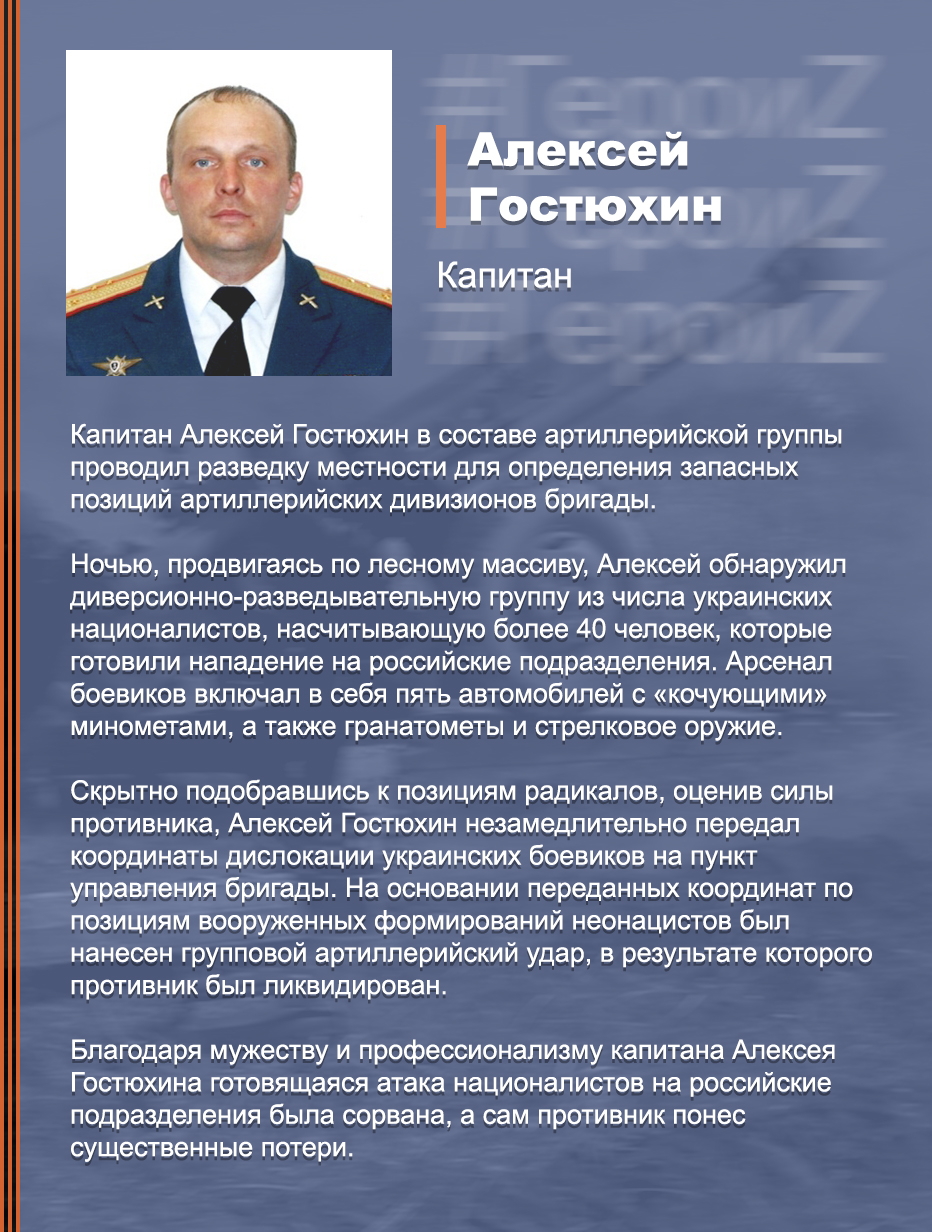 #ГероиZ
Алексей
#ГероиZ
Гостюхин
Капитан
#ГероиZ
Капитан Алексей Гостюхин в составе артиллерийской группы
проводил разведку местности для определения запасных
позиций артиллерийских дивизионов бригады.
Ночью, продвигаясь по лесному массиву, Алексей обнаружил
диверсионно-разведывательную группу из числа украинских
националистов, насчитывающую более 40 человек, которые
готовили нападение на российские подразделения. Арсенал
боевиков включал в себя пять автомобилей с «кочующими»
минометами, а также гранатометы и стрелковое оружие.
Скрытно подобравшись к позициям радикалов, оценив силы
противника, Алексей Гостюхин незамедлительно передал
координаты дислокации украинских боевиков на пункт
управления бригады. На основании переданных координат по
позициям вооруженных формирований неонацистов был
нанесен групповой артиллерийский удар, в результате которого
противник был ликвидирован.
Благодаря мужеству и профессионализму капитана Алексея
Гостюхина готовящаяся атака националистов на российские
подразделения была сорвана, а сам противник понес
существенные потери.